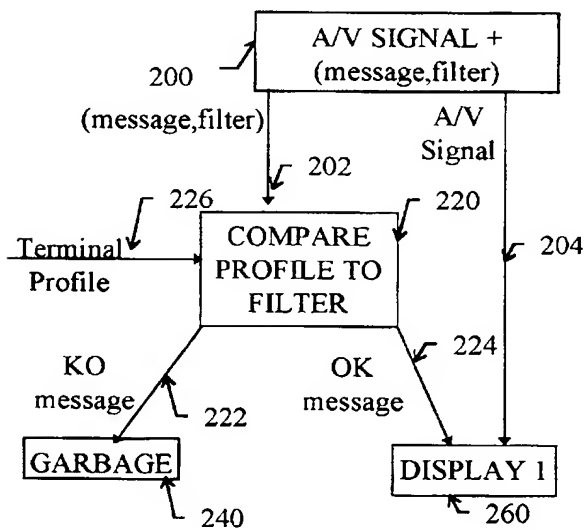 A/V SIGNAL +
(message,filter)
200
(message,filter)
A/V
Signal
202
226
220
Terminal
Profile
COMPARE
PROFILE TO
FILTER
204
224
KO
message
222
OK
message
GARBAGE
240
DISPLAY 1
260